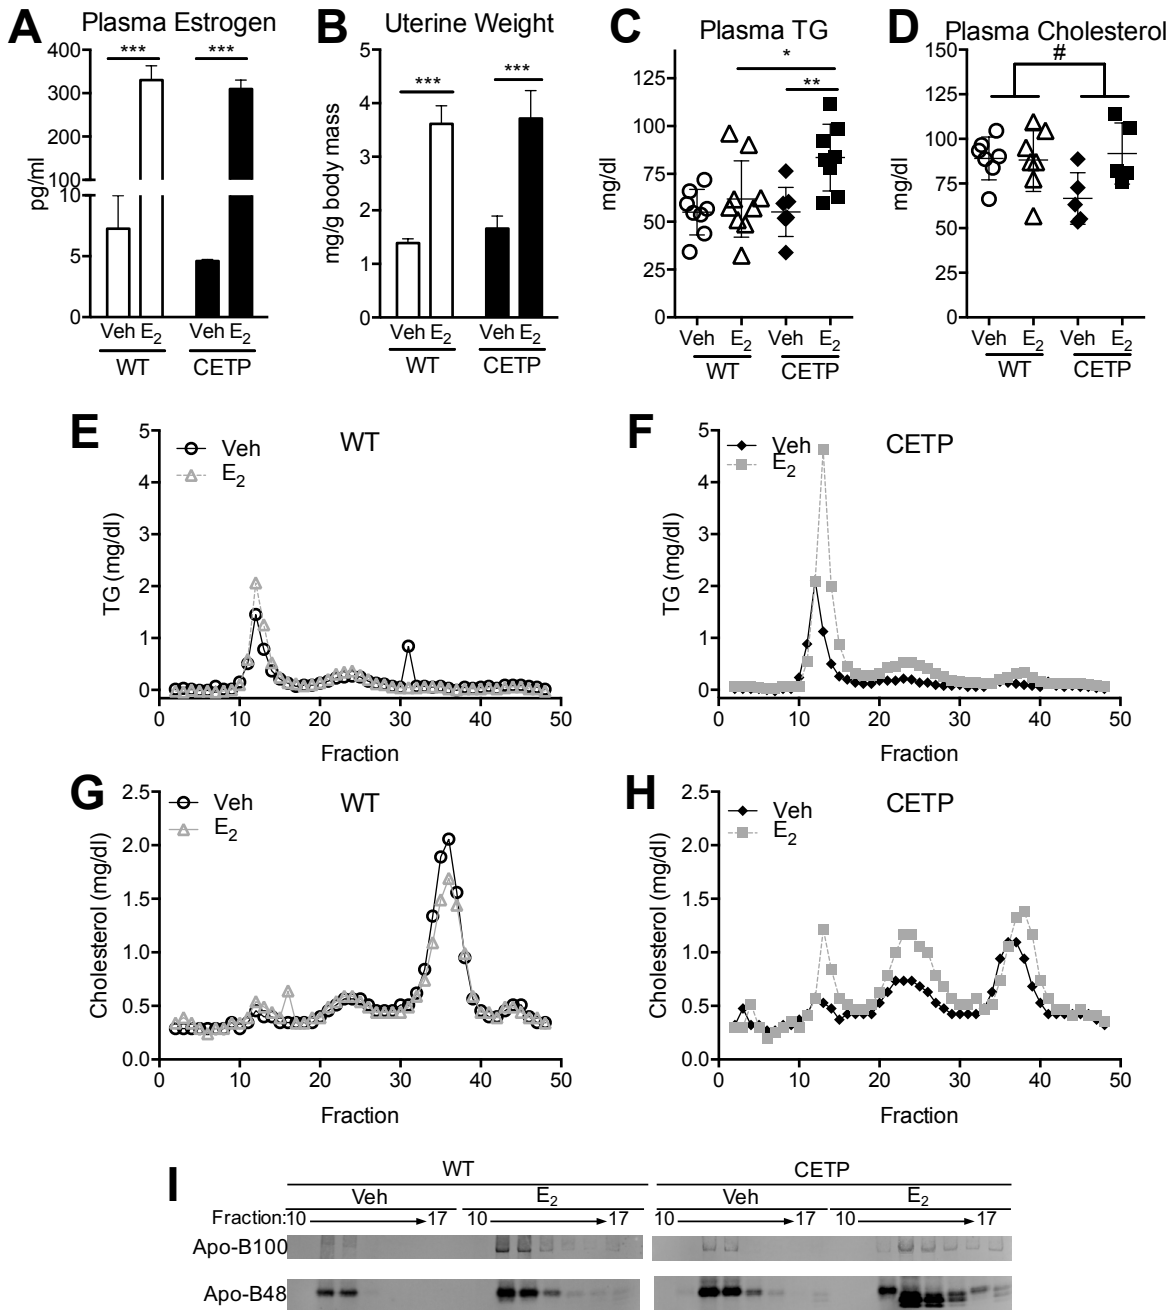 A Plasma Estrogen
B Uterine Weight
C Plasma TG
D Plasma Cholesterol
pg/ml
400
300
200
100
10
5
0
*** ***
Veh E2 Veh E2
WT CETP
mg/g body mass
5
4
3
2
1
0
*** ***
Veh E2 Veh E2
WT CETP
mg/dl
125
100
75
50
25
0
*
**
Veh E2 Veh E2
WT CETP
mg/dl
150
125
100
75
50
25
0
#
Veh E2 Veh E2
WT CETP
E WT
Veh
E2
TG (mg/dl)
5
4
3
2
1
0
0 10 20 30 40 50
Fraction
F CETP
Veh
E2
TG (mg/dl)
5
4
3
2
1
0
0 10 20 30 40 50
Fraction
G WT
Veh
E2
Cholesterol (mg/dl)
2.5
2.0
1.5
1.0
0.5
0.0
0 10 20 30 40 50
Fraction
H CETP
Veh
E2
Cholesterol (mg/dl)
2.5
2.0
1.5
1.0
0.5
0.0
0 10 20 30 40 50
Fraction
I WT CETP
Veh E2 Veh E2
Fraction:10 17 10 17 10 17 10 17
Apo-B100
Apo-B48